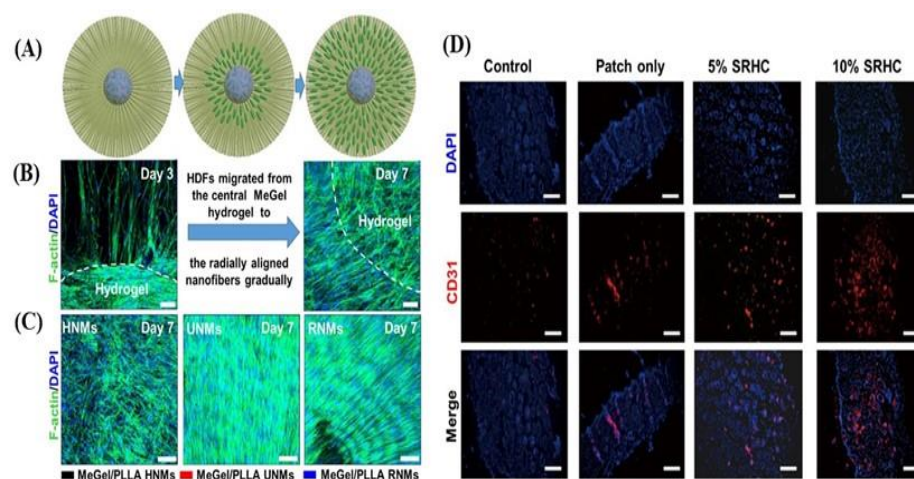 (A)
(B)
F-actin/DAPI
Day 3
Hydrogel
HDFs migrated from
the central MeGel
hydrogel to
the radially aligned
nanofibers gradually
Day 7
Hydrogel
(C)
F-actin/DAPI
HNMs Day 7
UNMs Day 7
RNMs Day 7
MeGel/PLLA HNMs MeGel/PLLA UNMs MeGel/PLLA RNMs
(D)
Control Patch only 5% SRHC 10% SRHC
DAPI
CD31
Merge